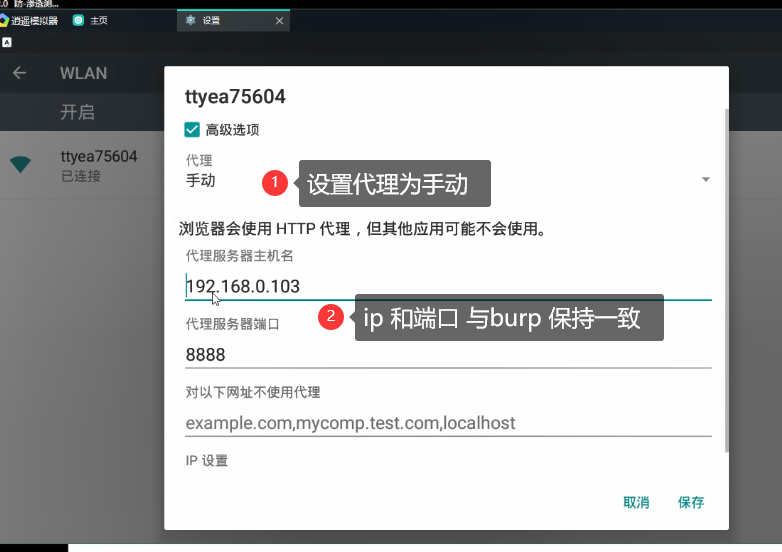 .0 防-渗透测...
逍遥模拟器 主页 设置
A
WLAN
开启
ttyea75604
已连接
ttyea75604
高级选项
代理
手动
1 设置代理为手动
浏览器会使用 HTTP 代理，但其他应用可能不会使用。
代理服务器主机名
192.168.0.103
2 ip 和端口 与burp 保持一致
代理服务器端口
8888
对以下网址不使用代理
example.com,mycomp.test.com,localhost
IP 设置
取消 保存